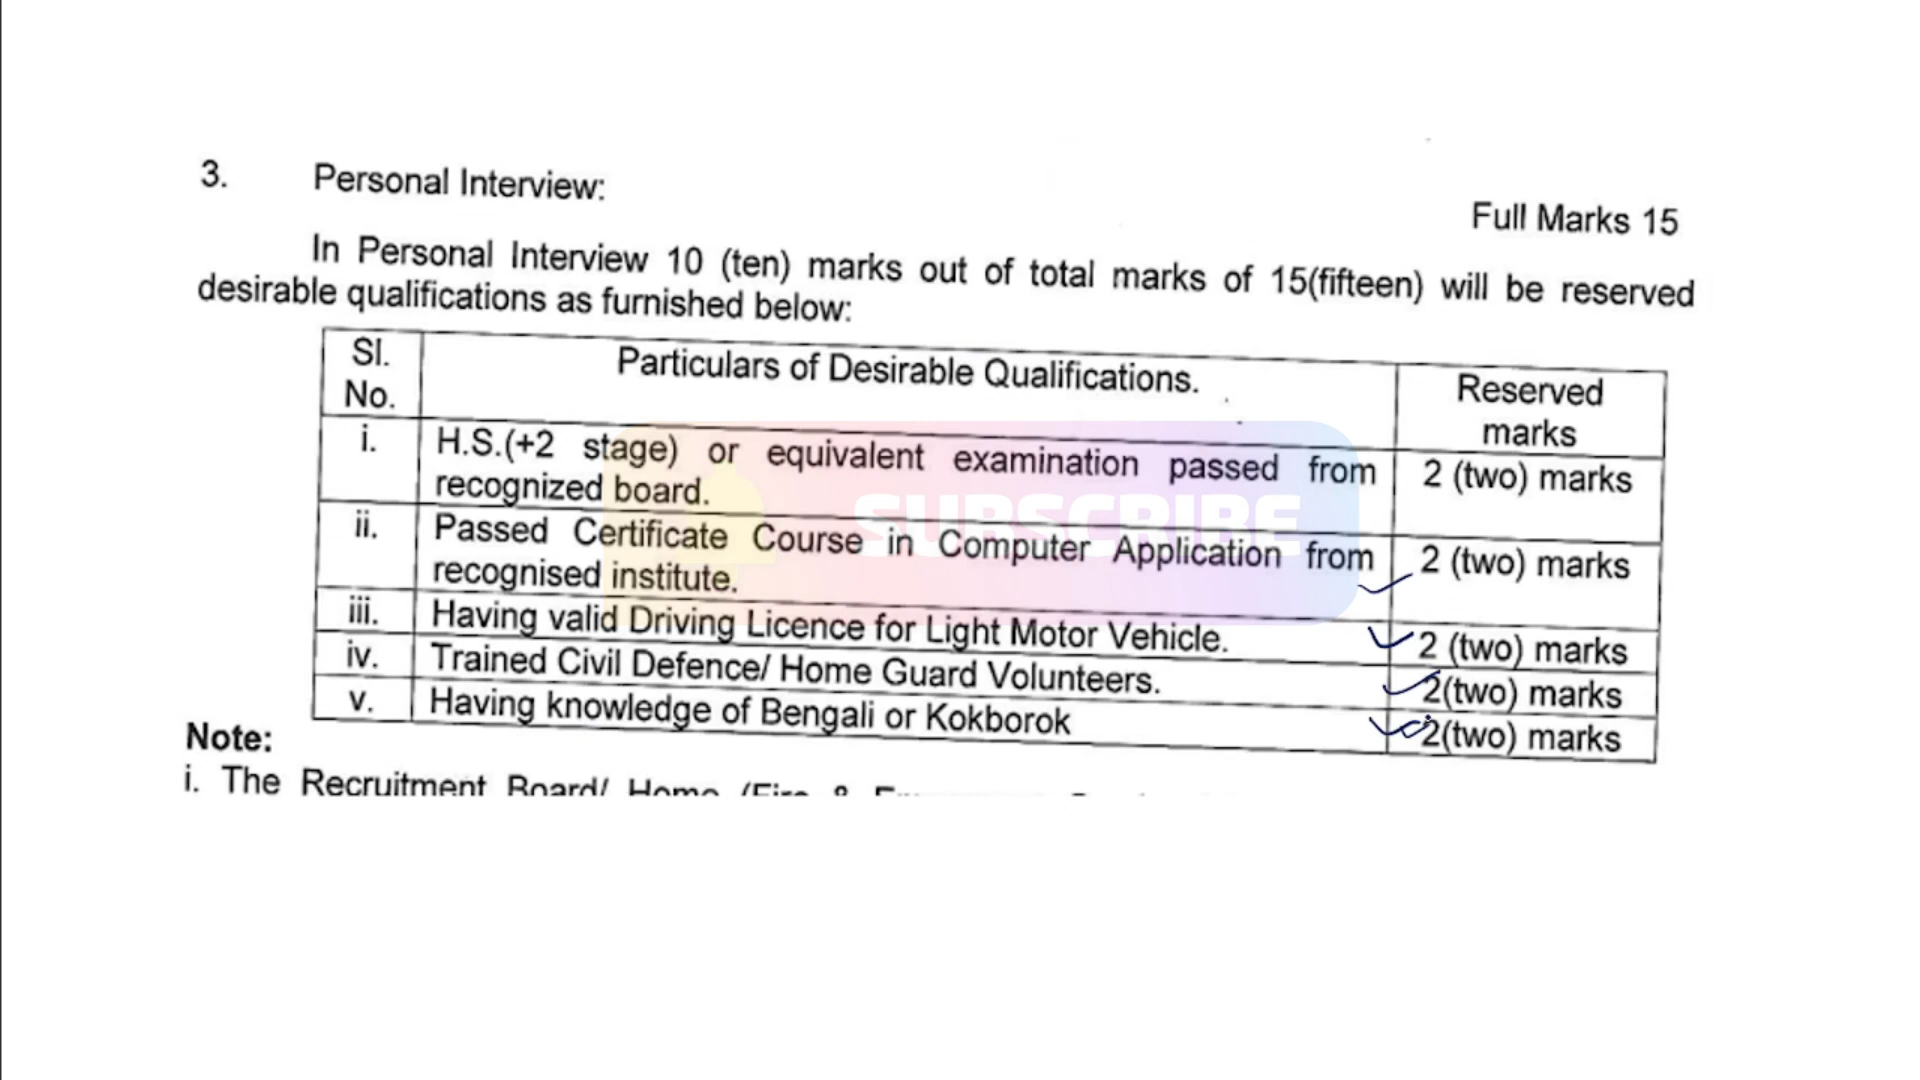 3. Personal Interview:
Full Marks 15
In Personal Interview 10 (ten) marks out of total marks of 15(fifteen) will be reserved
desirable qualifications as furnished below:
Sl. No. Particulars of Desirable Qualifications. Reserved marks
i. H.S.(+2 stage) or equivalent examination passed from 2 (two) marks
recognized board.
SUBSCRIBE
ii. Passed Certificate Course in Computer Application from 2 (two) marks
recognised institute.
iii. Having valid Driving Licence for Light Motor Vehicle. 2 (two) marks
iv. Trained Civil Defence/ Home Guard Volunteers. 2(two) marks
v. Having knowledge of Bengali or Kokborok 2(two) marks
Note:
i. The Recruitment Board/ Home (Fire &